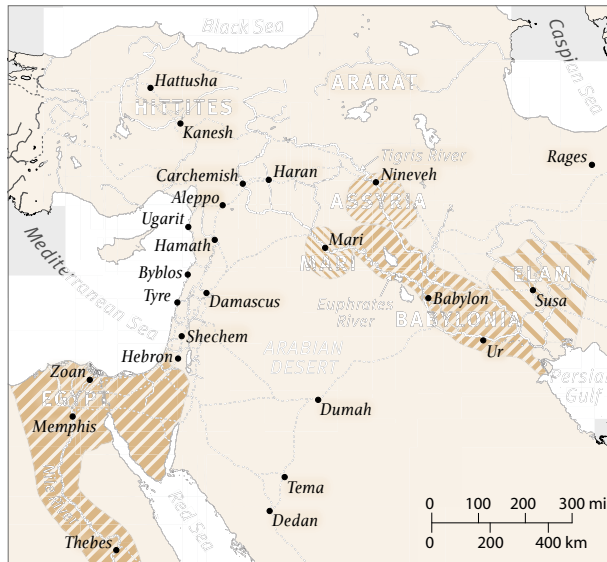 Black Sea
Caspian Sea
Hattusha
ARARAT
HITTITES
Kanesh
Tigris River
Rages
Carchemish
Haran
Nineveh
Aleppo
ASSYRIA
Ugarit
Hamath
Mari
MARI
Mediterranean Sea
Byblos
ELAM
Tyre
Damascus
Euphrates
River
Babylon
Susa
BABYLONIA
Shechem
ARABIAN
DESERT
Ur
Hebron
Zoan
Persian
Gulf
EGYPT
Dumah
Memphis
Tema
Red Sea
Dedan
0 100 200 300 mi
0 200 400 km
Thebes